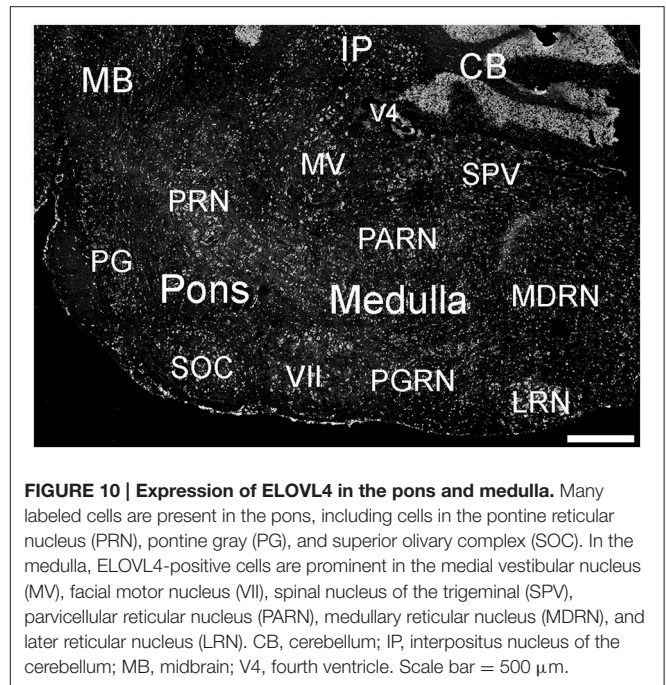 IP
MB
CB
V4
MV
SPV
PRN
PARN
PG
Pons
Medulla
MDRN
SOC
VII
PGRN
LRN
FIGURE 10 | Expression of ELOVL4 in the pons and medulla. Many
labeled cells are present in the pons, including cells in the pontine reticular
nucleus (PRN), pontine gray (PG), and superior olivary complex (SOC). In the
medulla, ELOVL4-positive cells are prominent in the medial vestibular nucleus
(MV), facial motor nucleus (VII), spinal nucleus of the trigeminal (SPV),
parvicellular reticular nucleus (PARN), medullary reticular nucleus (MDRN), and
later reticular nucleus (LRN). CB, cerebellum; IP, interpositus nucleus of the
cerebellum; MB, midbrain; V4, fourth ventricle. Scale bar = 500 μm.